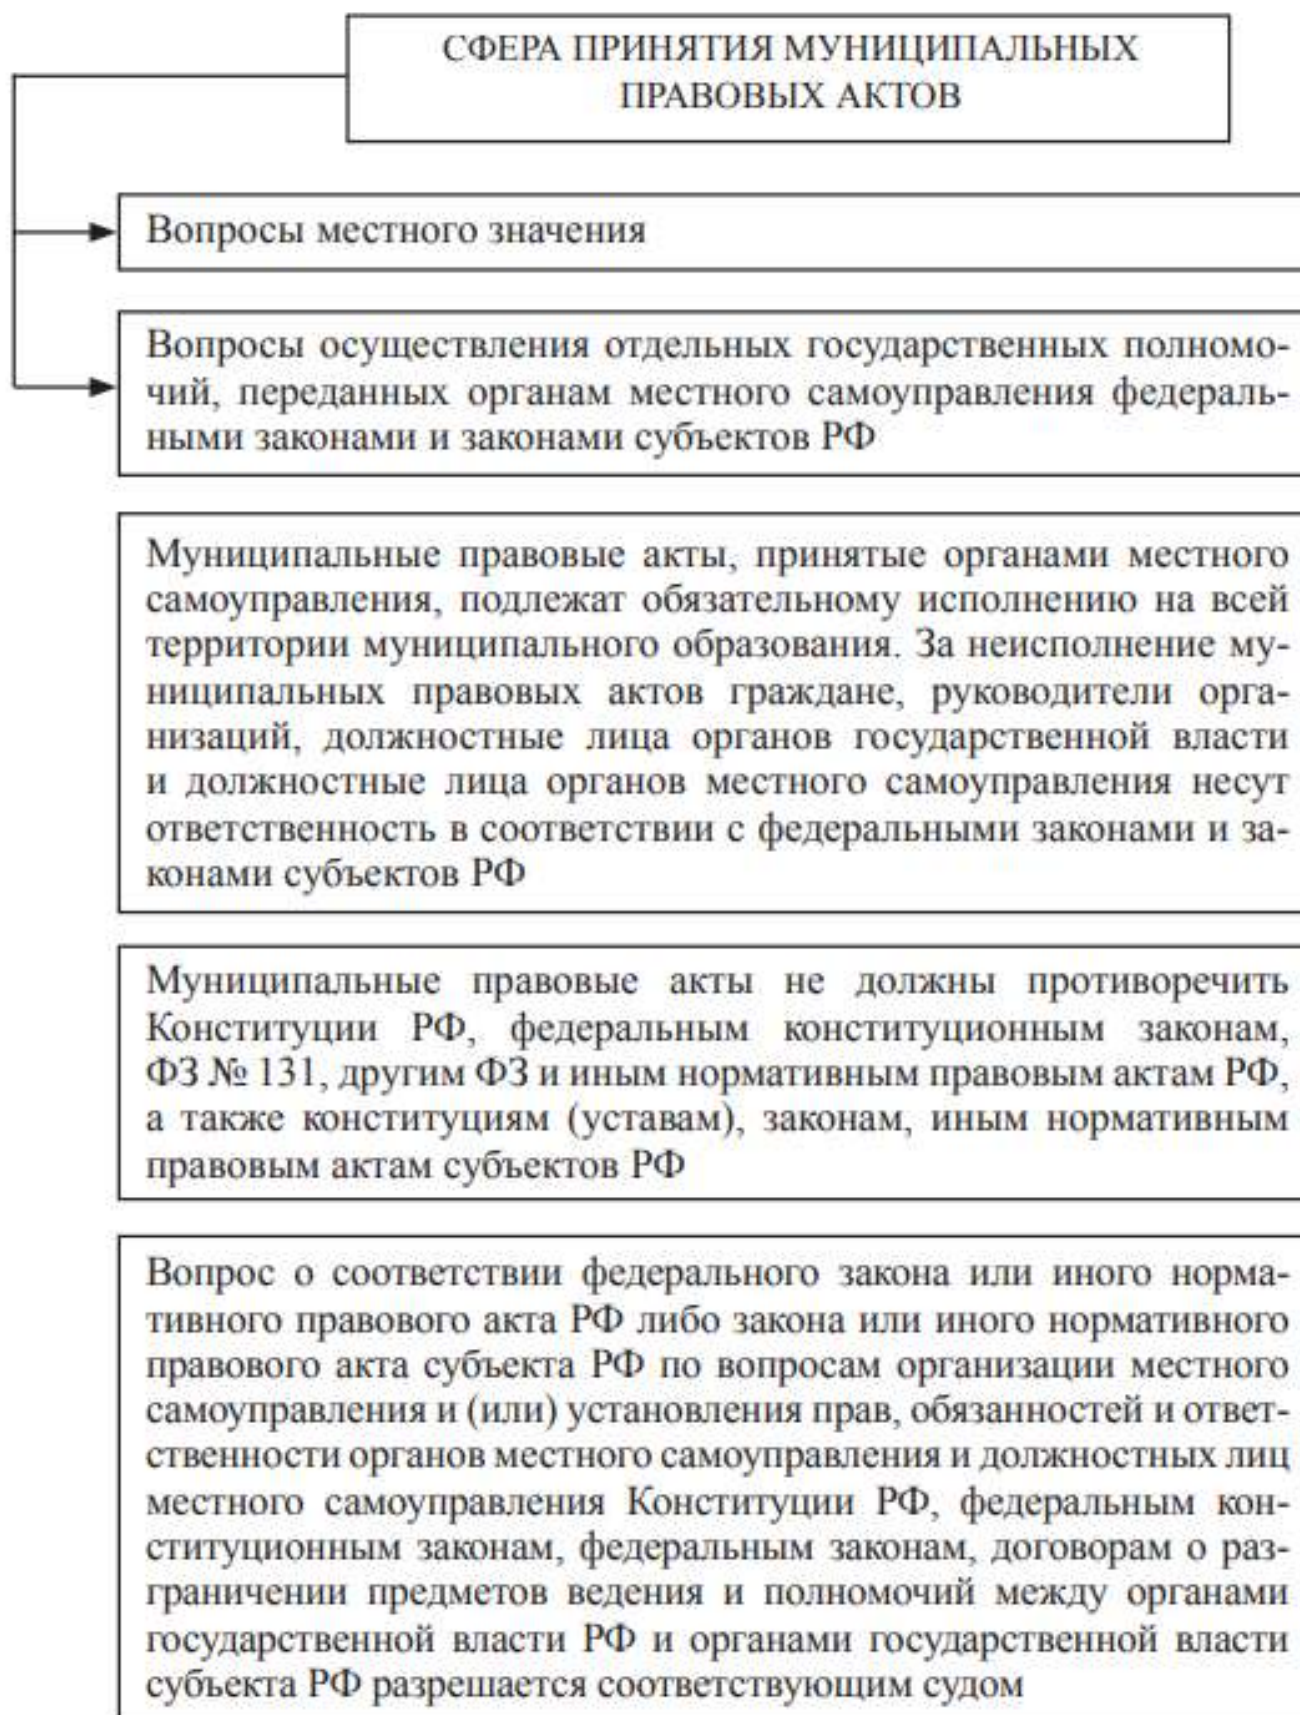 СФЕРА ПРИНЯТИЯ МУНИЦИПАЛЬНЫХ
ПРАВОВЫХ АКТОВ
Вопросы местного значения
Вопросы осуществления отдельных государственных полномо-
чий, переданных органам местного самоуправления федераль-
ными законами и законами субъектов РФ
Муниципальные правовые акты, принятые органами местного
самоуправления, подлежат обязательному исполнению на всей
территории муниципального образования. За неисполнение му-
ниципальных правовых актов граждане, руководители орга-
низаций, должностные лица органов государственной власти
и должностные лица органов местного самоуправления несут
ответственность в соответствии с федеральными законами и за-
конами субъектов РФ
Муниципальные правовые акты не должны противоречить
Конституции РФ, федеральным конституционным законам,
ФЗ № 131, другим ФЗ и иным нормативным правовым актам РФ,
а также конституциям (уставам), законам, иным нормативным
правовым актам субъектов РФ
Вопрос о соответствии федерального закона или иного норма-
тивного правового акта РФ либо закона или иного нормативного
правового акта субъекта РФ по вопросам организации местного
самоуправления и (или) установления прав, обязанностей и ответ-
ственности органов местного самоуправления и должностных лиц
местного самоуправления Конституции РФ, федеральным кон-
ституционным законам, федеральным законам, договорам о раз-
граничении предметов ведения и полномочий между органами
государственной власти РФ и органами государственной власти
субъекта РФ разрешается соответствующим судом